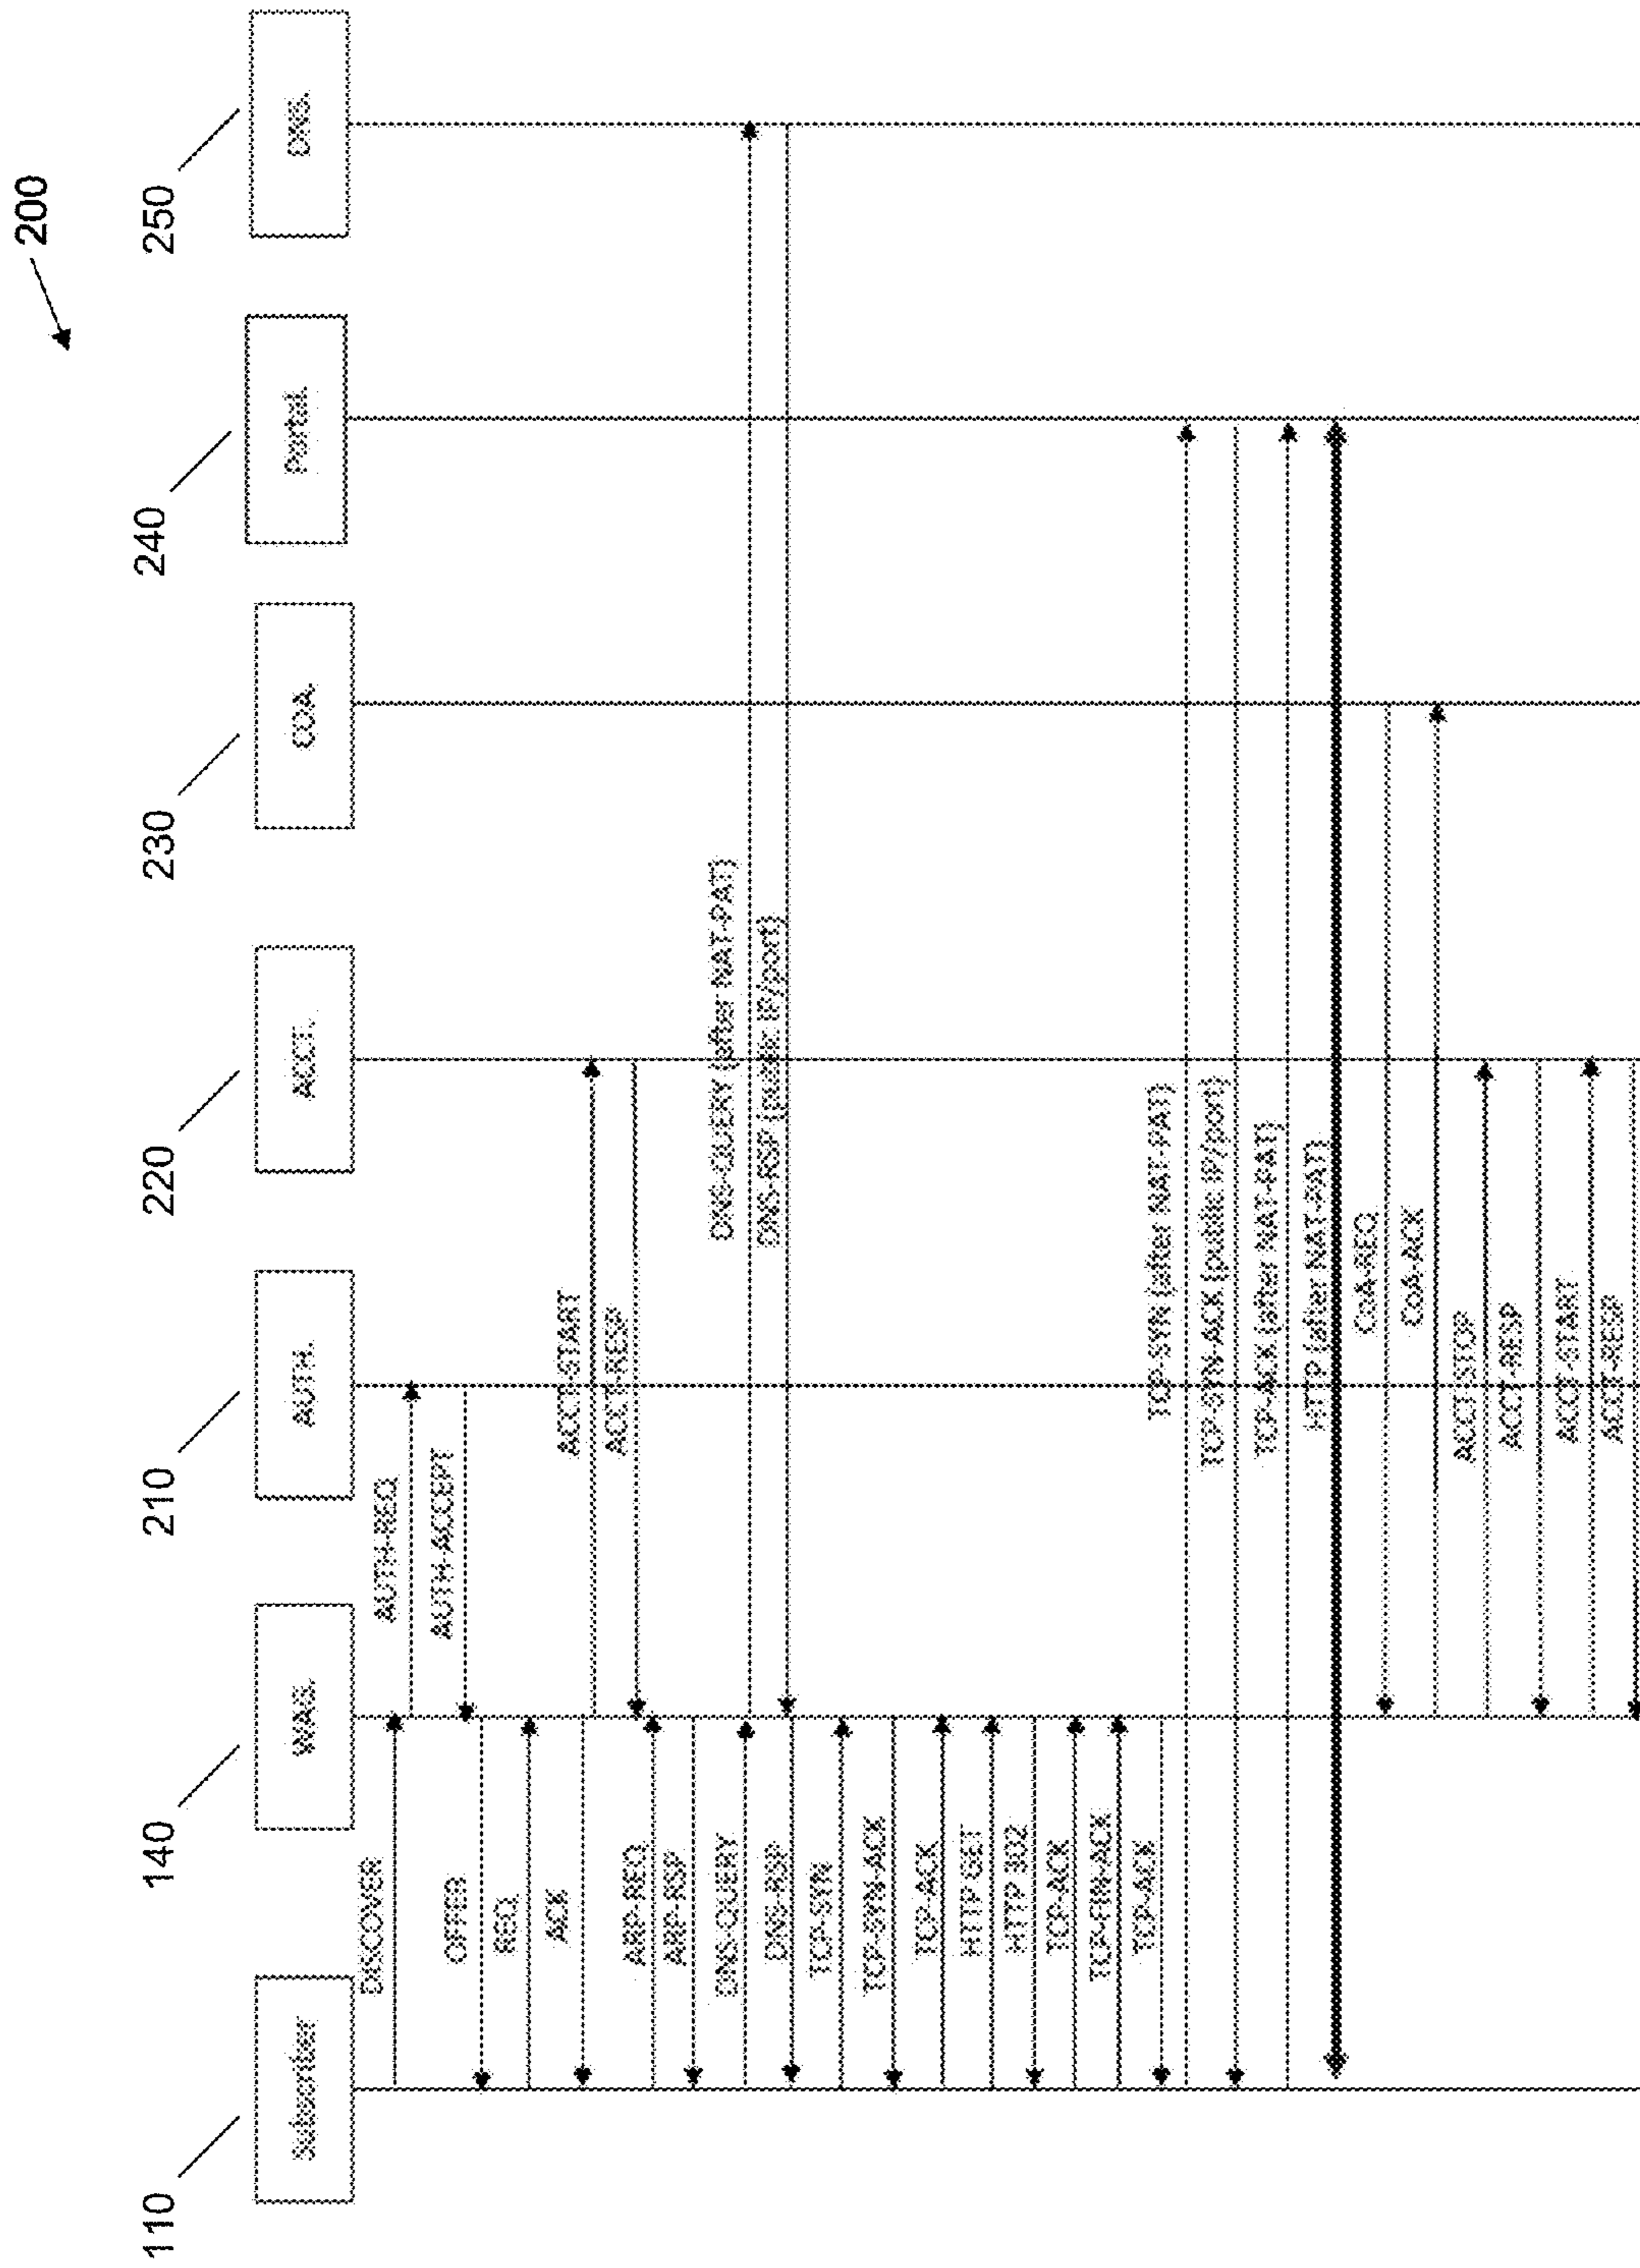 200
110
140
210
220
230
240
250
Subscriber
WAG.
AUTH.
ACCT.
COA.
Portal.
DNS.
DISCOVER
AUTH-REQ
AUTH-ACCEPT
OFFER
REQ
ACK
ACCT-START
ACCT-RESP
ARP-REQ
ARP-RSP
DNS-QUERY
DNS-QUERY (after NAT-PAT)
DNS-RSP (public IP/port)
DNS-RSP
TCP-SYN
TCP-SYN-ACK
TCP-ACK
HTTP GET
HTTP 302
TCP-ACK
TCP-FIN-ACK
TCP-ACK
TCP-SYN (after NAT-PAT)
TCP-SYN-ACK (public IP/port)
TCP-ACK (after NAT-PAT)
HTTP (after NAT-PAT)
CoA-REQ
CoA-ACK
ACCT-STOP
ACCT-RESP
ACCT-START
ACCT-RESP